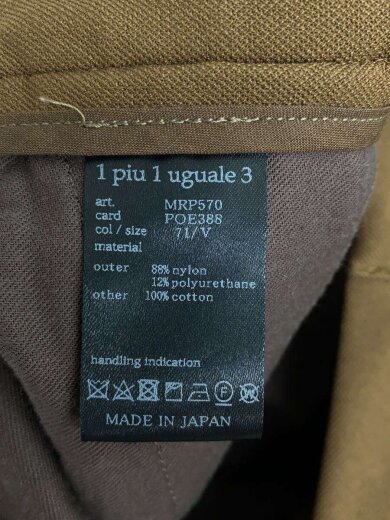 1 piu 1 uguale 3
art. MRP570
card POE388
col / size 71/V
material
outer 88% nylon
12% polyurethane
other 100% cotton
handling indication
F W
MADE IN JAPAN